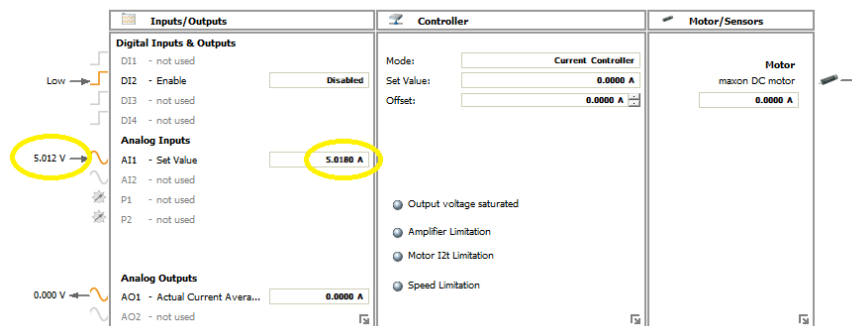 Inputs/Outputs
Digital Inputs & Outputs
DI1 - not used
Low
DI2 - Enable
Disabled
DI3 - not used
DI4 - not used
Analog Inputs
5.012 V
AI1 - Set Value
5.0180 A
AI2 - not used
P1 - not used
P2 - not used
Analog Outputs
0.000 V
AO1 - Actual Current Avera...
0.0000 A
AO2 - not used
Controller
Mode:
Current Controller
Set Value:
0.0000 A
Offset:
0.0000 A
Output voltage saturated
Amplifier Limitation
Motor I2t Limitation
Speed Limitation
Motor/Sensors
Motor
maxon DC motor
0.0000 A